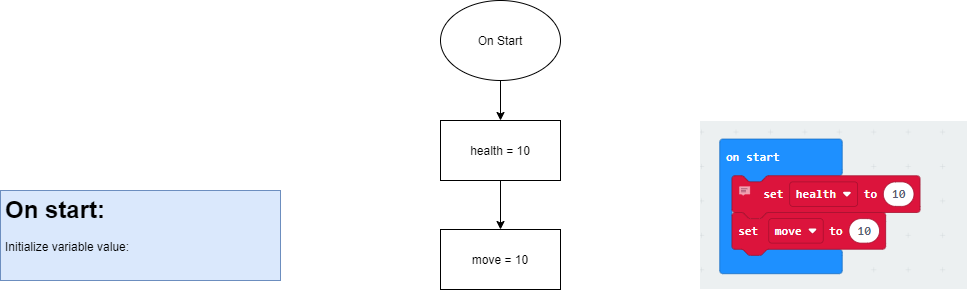 On start:
Initialize variable value:
On Start
health = 10
move = 10
on start
set health to 10
set move to 10